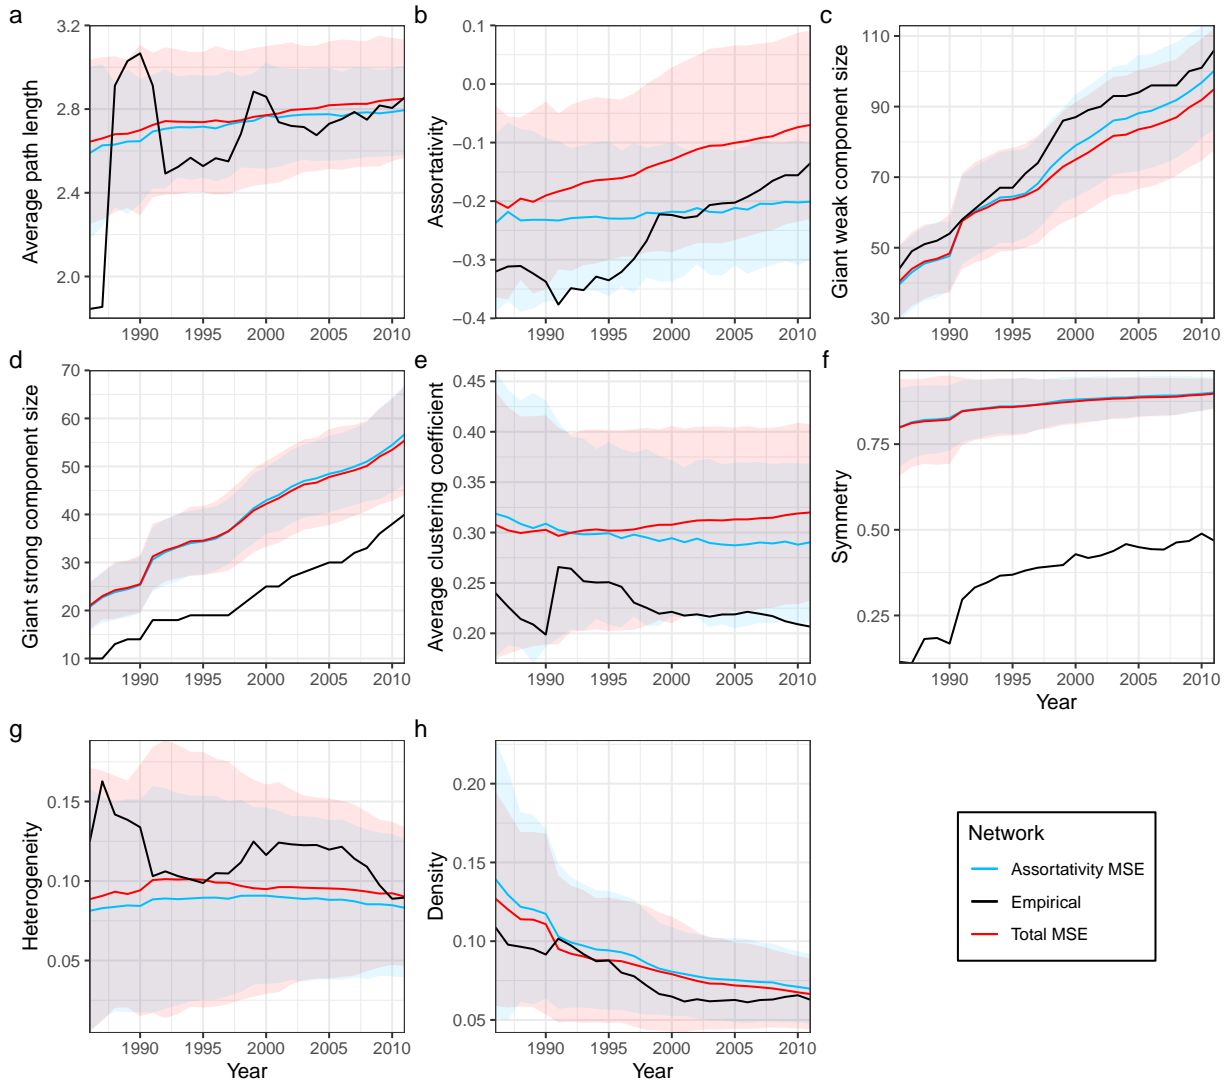 a
3.2
2.8
2.4
2.0
Average path length
1990 1995 2000 2005 2010
b
0.1
0.0
−0.1
−0.2
−0.3
−0.4
Assortativity
1990 1995 2000 2005 2010
c
110
90
70
50
30
Giant weak component size
1990 1995 2000 2005 2010
d
70
60
50
40
30
20
10
Giant strong component size
1990 1995 2000 2005 2010
e
0.45
0.40
0.35
0.30
0.25
0.20
Average clustering coefficient
1990 1995 2000 2005 2010
f
0.75
0.50
0.25
Symmetry
1990 1995 2000 2005 2010
Year
g
0.15
0.10
0.05
Heterogeneity
1990 1995 2000 2005 2010
Year
h
0.20
0.15
0.10
0.05
Density
1990 1995 2000 2005 2010
Year
Network
Assortativity MSE
Empirical
Total MSE